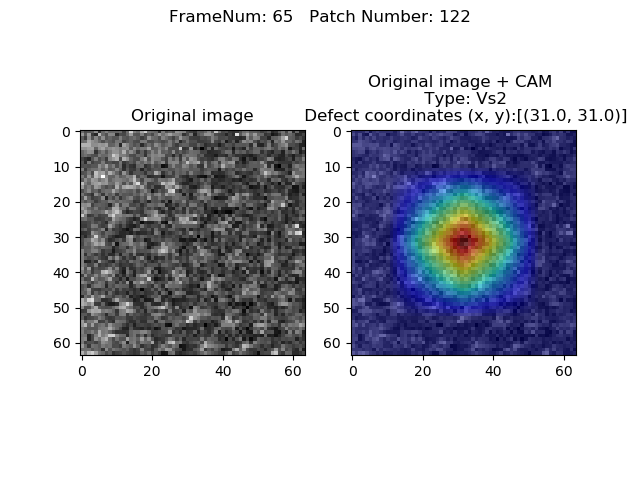 FrameNum: 65   Patch Number: 122
Original image
Original image + CAM
Type: Vs2
Defect coordinates (x, y):[(31.0, 31.0)]
0
10
20
30
40
50
60
0 20 40 60
0
10
20
30
40
50
60
0 20 40 60